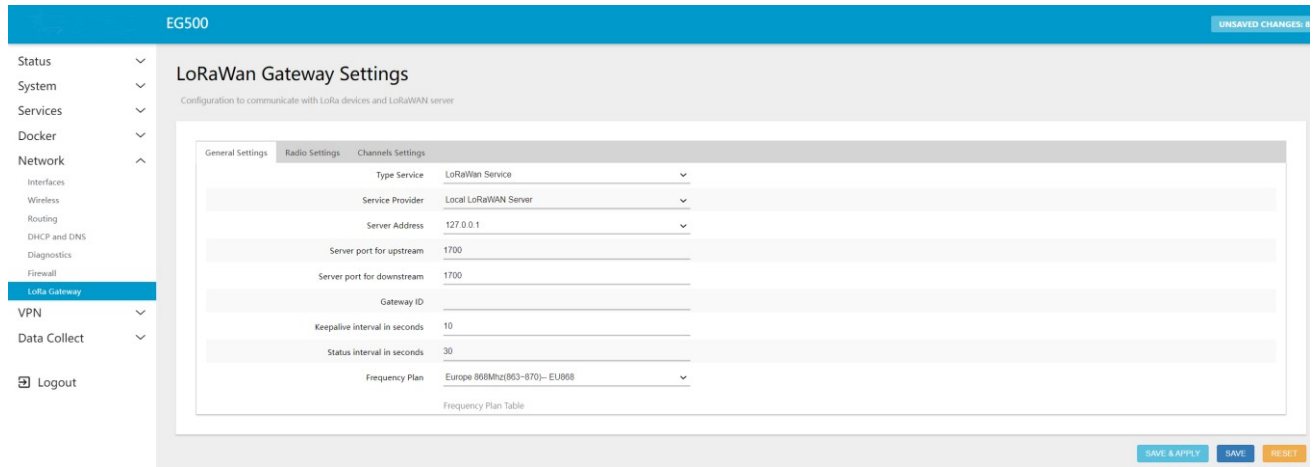 EG500
UNSAVED CHANGES: 8
Status
System
Services
Docker
Network
Interfaces
Wireless
Routing
DHCP and DNS
Diagnostics
Firewall
LoRa Gateway
VPN
Data Collect
Logout
LoRaWan Gateway Settings
Configuration to communicate with LoRa devices and LoRaWAN server
General Settings Radio Settings Channels Settings
Type Service LoRaWan Service
Service Provider Local LoRaWAN Server
Server Address 127.0.0.1
Server port for upstream 1700
Server port for downstream 1700
Gateway ID
Keepalive interval in seconds 10
Status interval in seconds 30
Frequency Plan Europe 868Mhz(863~870)-- EU868
Frequency Plan Table
SAVE & APPLY SAVE RESET